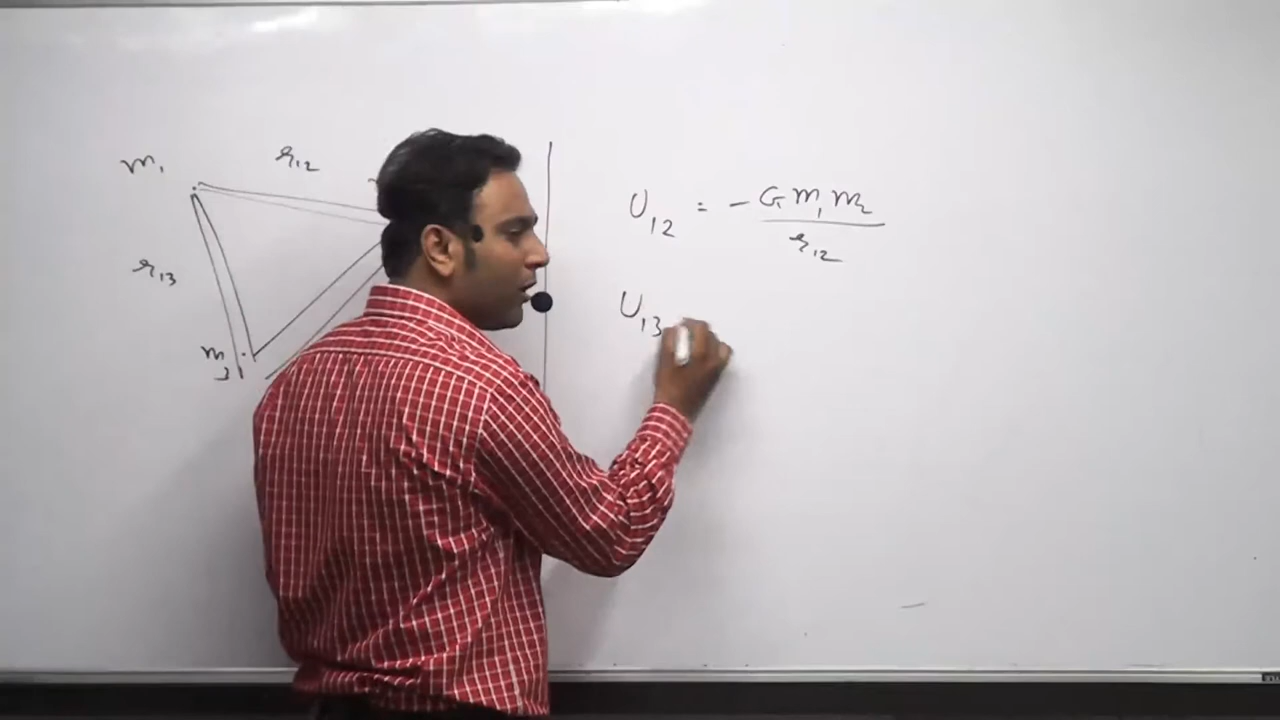 m₁
r₁₂
r₁₃
m₃
U₁₂ = - G m₁ m₂ / r₁₂
U₁₃